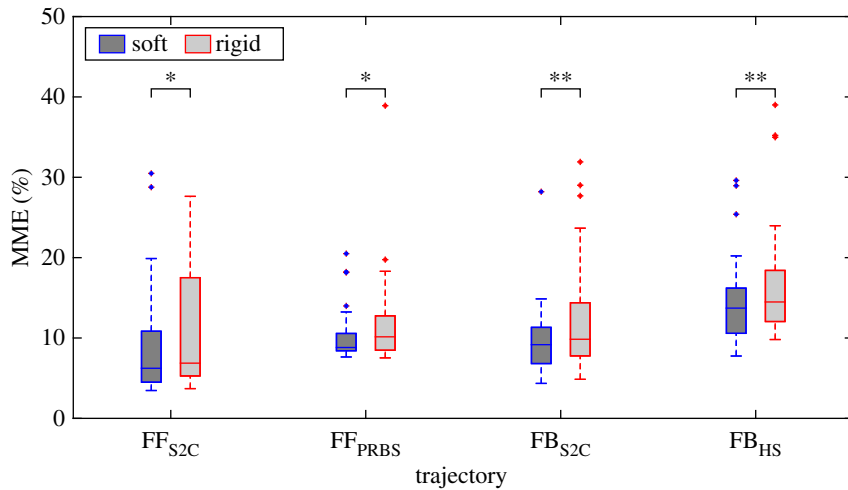 50
40
30
20
10
0
MME (%)
soft rigid
* * ** **
FF_S2C FF_PRBS FB_S2C FB_HS
trajectory